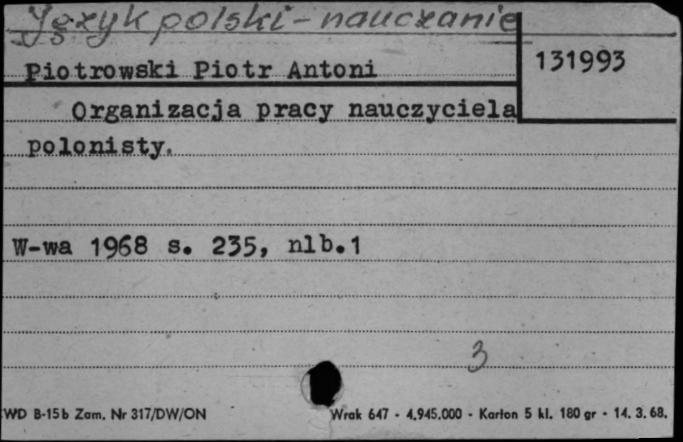 Język polski - nauczanie
131993
Piotrowski Piotr Antoni
Organizacja pracy nauczyciela
polonisty.
W-wa 1968 s. 235, nlb.1
3
WD B-15b Zam. Nr 317/DW/ON
Wrak 647 - 4.945.000 - Karton 5 kl. 180 gr - 14. 3. 68.